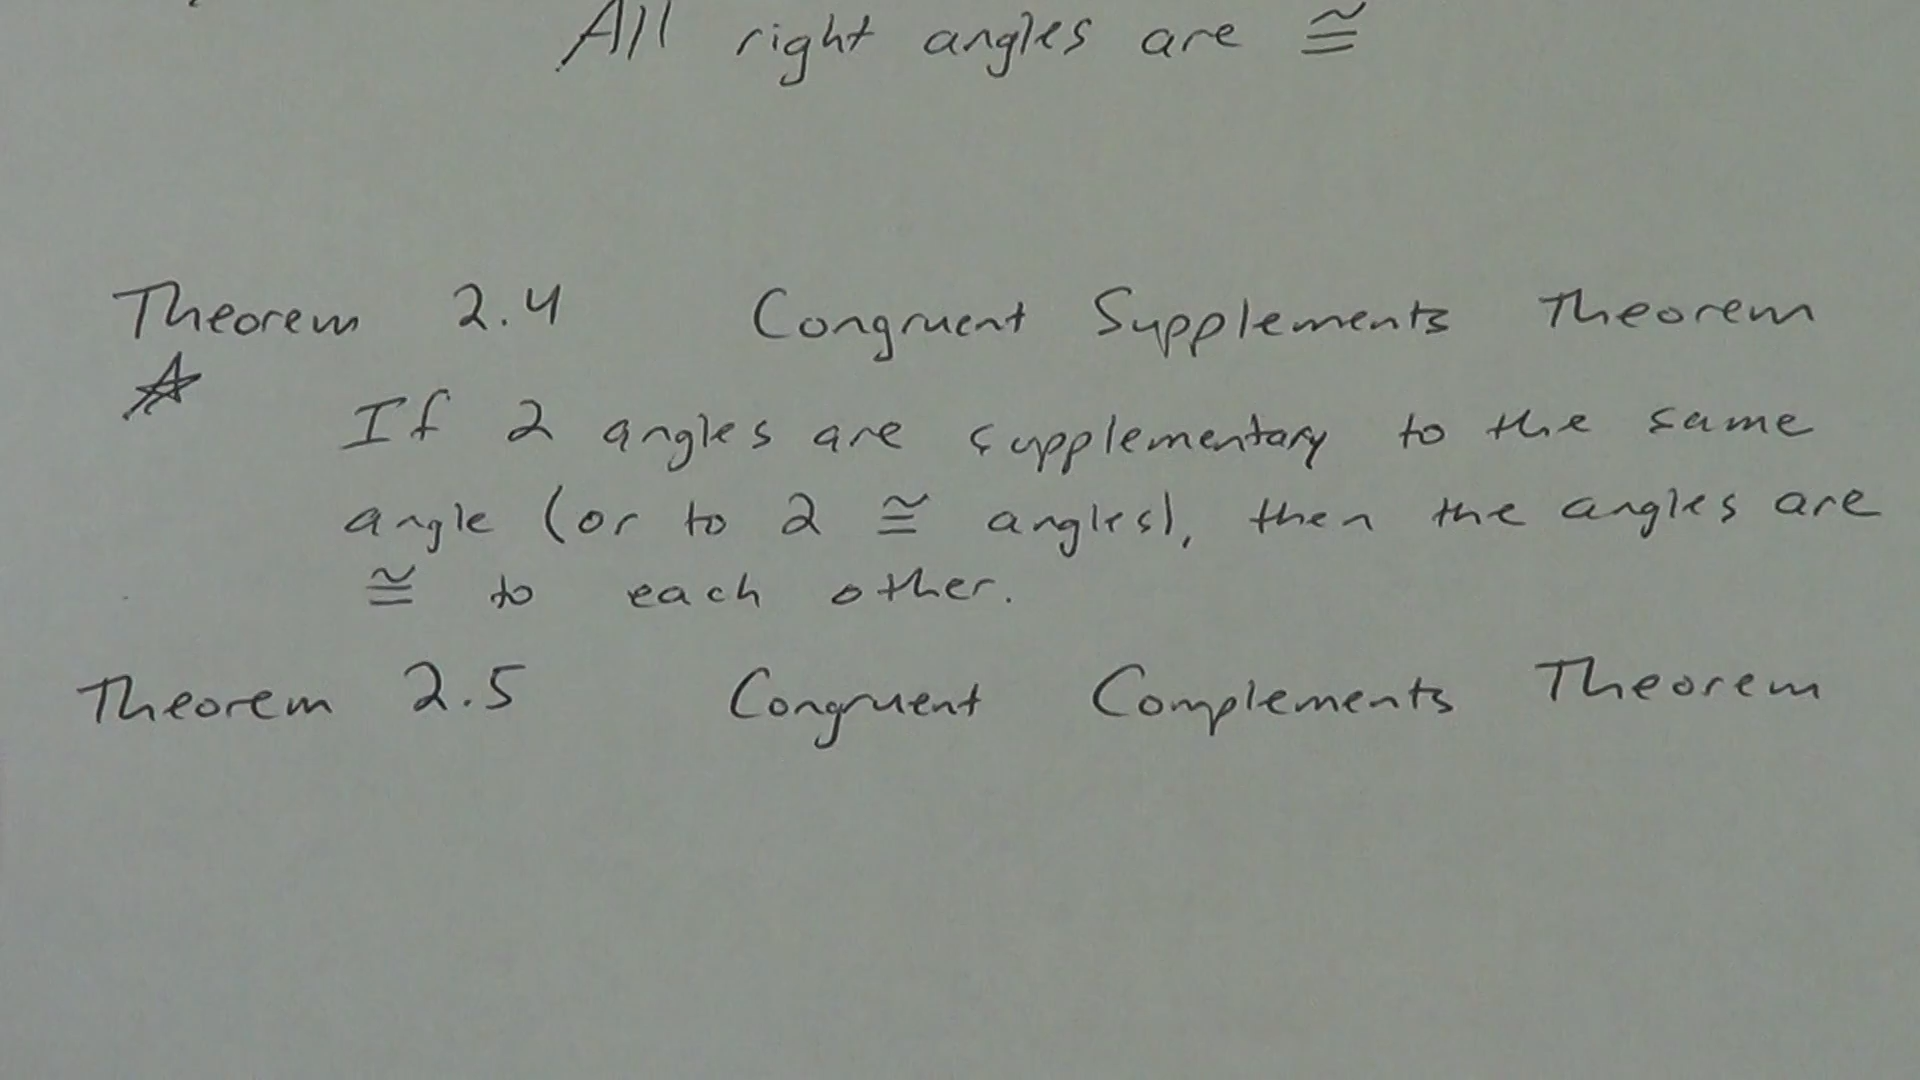 All right angles are ≅
Theorem 2.4 Congruent Supplements Theorem
If 2 angles are supplementary to the same
angle (or to 2 ≅ angles), then the angles are
≅ to each other.
Theorem 2.5 Congruent Complements Theorem